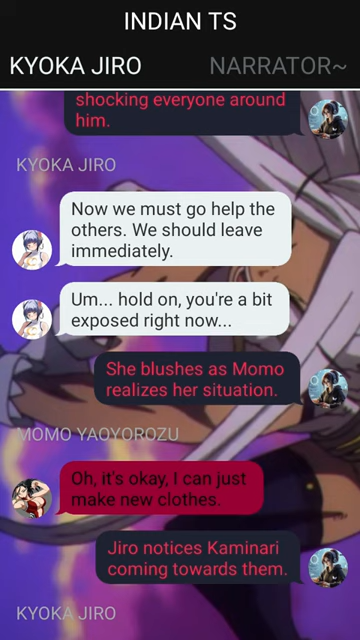 INDIAN TS
KYOKA JIRO
NARRATOR~
shocking everyone around
him.
KYOKA JIRO
Now we must go help the
others. We should leave
immediately.
Um... hold on, you're a bit
exposed right now...
She blushes as Momo
realizes her situation.
MOMO YAOYOROZU
Oh, it's okay, I can just
make new clothes.
Jiro notices Kaminari
coming towards them.
KYOKA JIRO